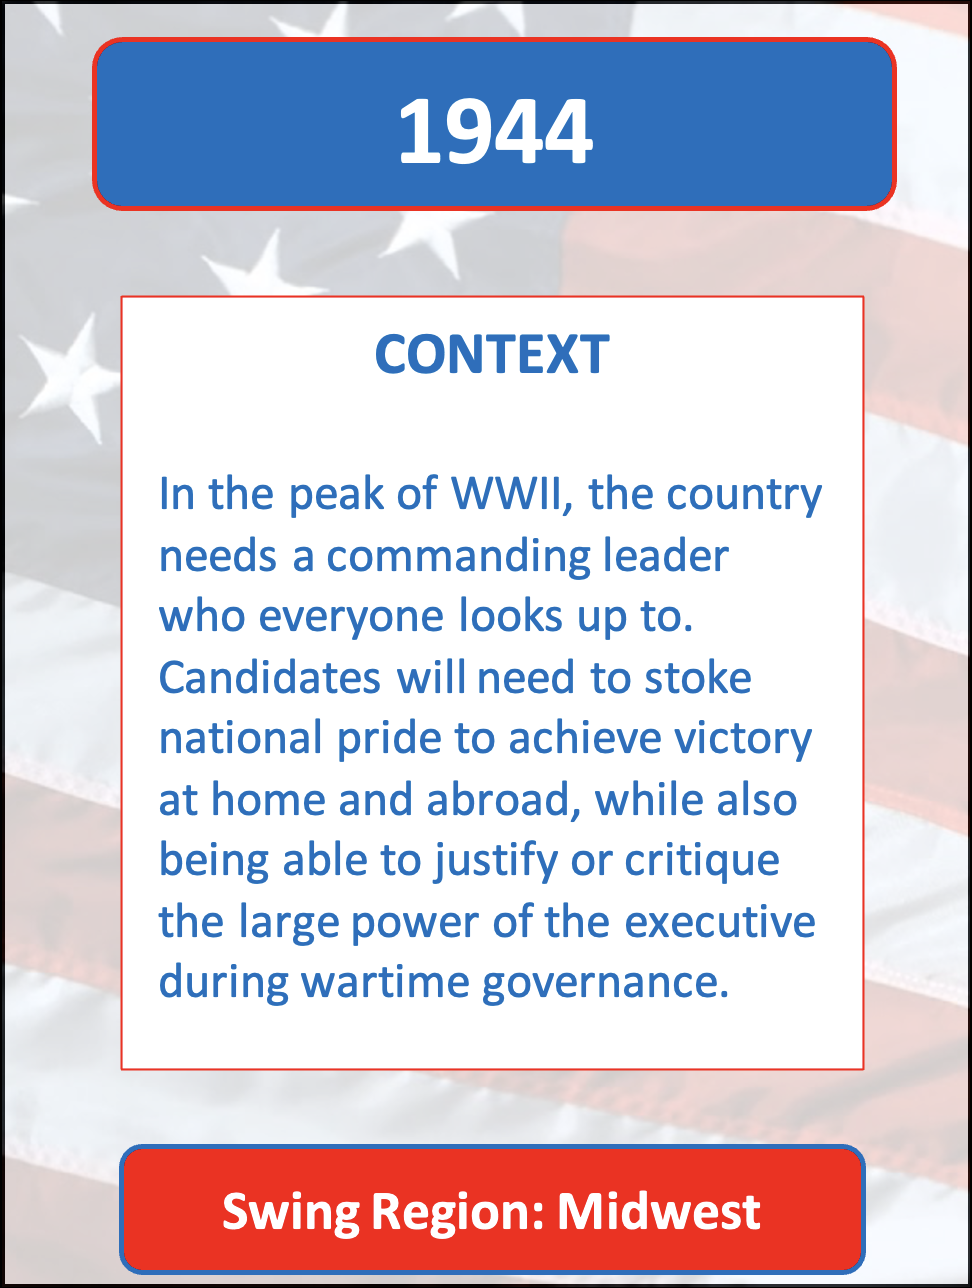 1944
CONTEXT
In the peak of WWII, the country
needs a commanding leader
who everyone looks up to.
Candidates will need to stoke
national pride to achieve victory
at home and abroad, while also
being able to justify or critique
the large power of the executive
during wartime governance.
Swing Region: Midwest